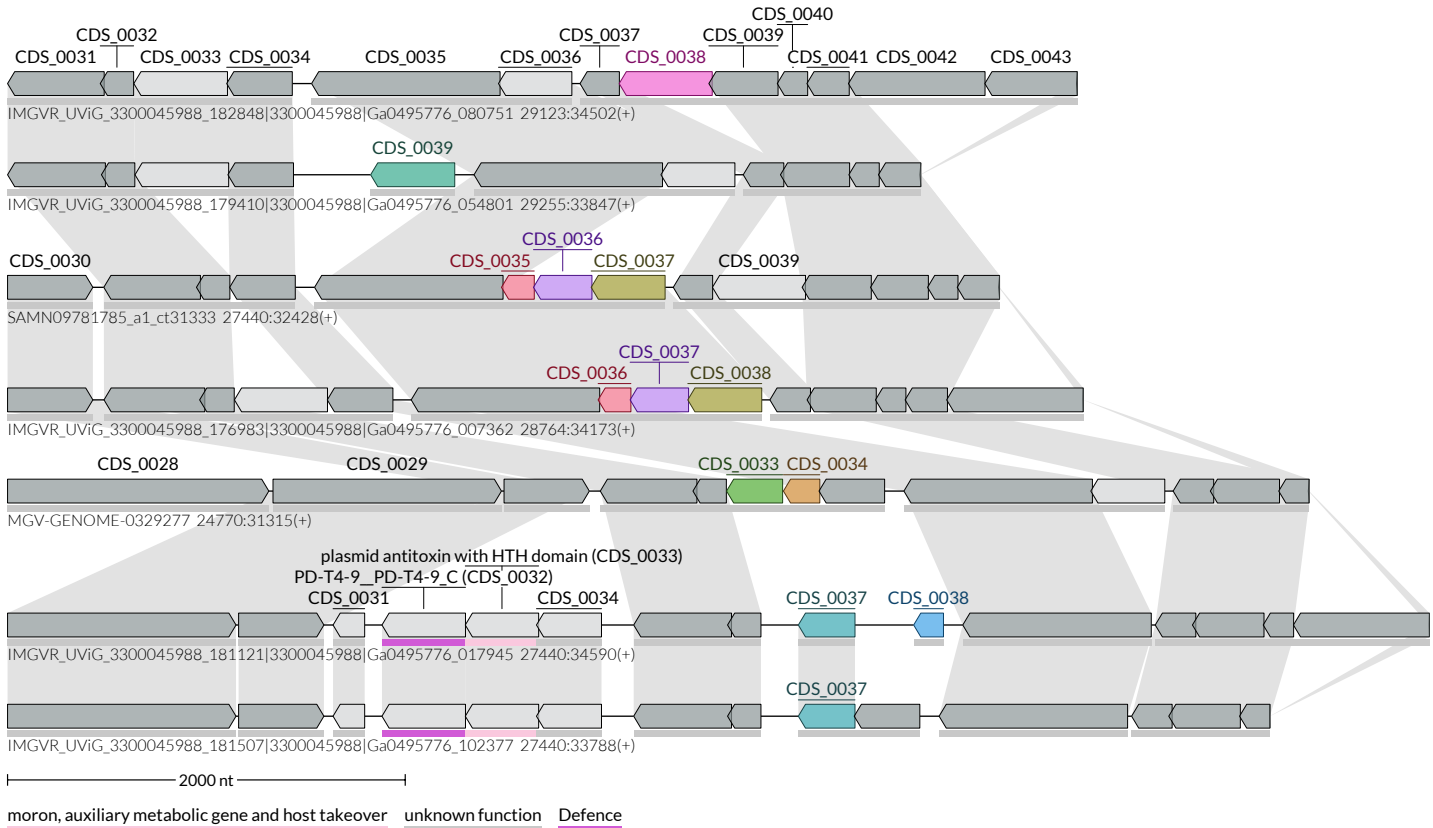 CDS_0040
CDS_0032 CDS_0037 CDS_0039
CDS_0031 CDS_0033 CDS_0034 CDS_0035 CDS_0036 CDS_0038 CDS_0041 CDS_0042 CDS_0043
IMGVR_UViG_3300045988_182848|3300045988|Ga0495776_080751 29123:34502(+)
CDS_0039
IMGVR_UViG_3300045988_179410|3300045988|Ga0495776_054801 29255:33847(+)
CDS_0036
CDS_0030 CDS_0035 CDS_0037 CDS_0039
SAMN09781785_a1_ct31333 27440:32428(+)
CDS_0037
CDS_0036 CDS_0038
IMGVR_UViG_3300045988_176983|3300045988|Ga0495776_007362 28764:34173(+)
CDS_0028 CDS_0029 CDS_0033 CDS_0034
MGV-GENOME-0329277 24770:31315(+)
plasmid antitoxin with HTH domain (CDS_0033)
PD-T4-9__PD-T4-9_C (CDS_0032)
CDS_0031 CDS_0034 CDS_0037 CDS_0038
IMGVR_UViG_3300045988_181121|3300045988|Ga0495776_017945 27440:34590(+)
CDS_0037
IMGVR_UViG_3300045988_181507|3300045988|Ga0495776_102377 27440:33788(+)
2000 nt
moron, auxiliary metabolic gene and host takeover unknown function Defence